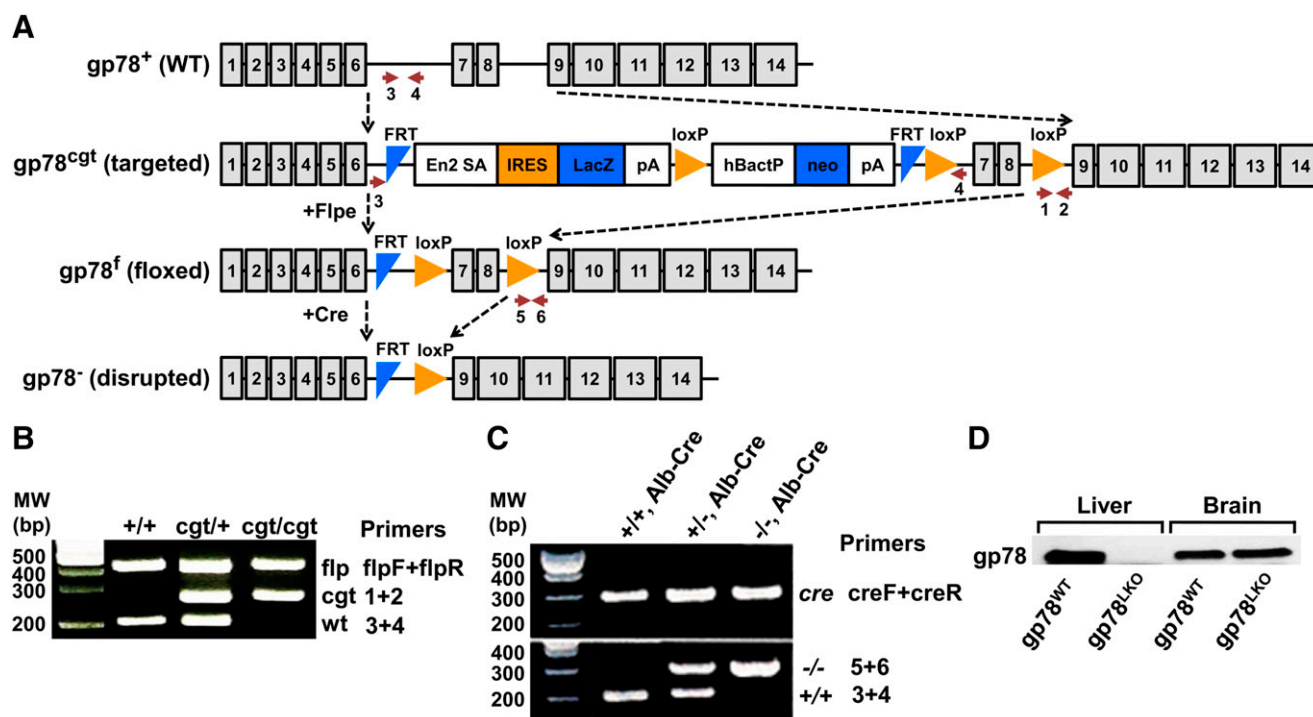 A
gp78+ (WT)
1 2 3 4 5 6 7 8 9 10 11 12 13 14
3 4
FRT loxP FRT loxP loxP
gp78cgt (targeted)
1 2 3 4 5 6 En2 SA IRES LacZ pA hBactP neo pA 7 8 9 10 11 12 13 14
3 4 1 2
+Flpe
FRT loxP loxP
gp78f (floxed)
1 2 3 4 5 6 7 8 9 10 11 12 13 14
5 6
+Cre
FRT loxP
gp78- (disrupted)
1 2 3 4 5 6 9 10 11 12 13 14
B
MW
(bp)
+/+ cgt/+ cgt/cgt Primers
500
400
300
200
flp flpF+flpR
cgt 1+2
wt 3+4
C
MW
(bp)
+/+, Alb-Cre
+/-, Alb-Cre
-/-, Alb-Cre
Primers
500
400
300
200
cre creF+creR
400
300
200
-/- 5+6
+/+ 3+4
D
Liver Brain
gp78
gp78WT gp78LKO gp78WT gp78LKO